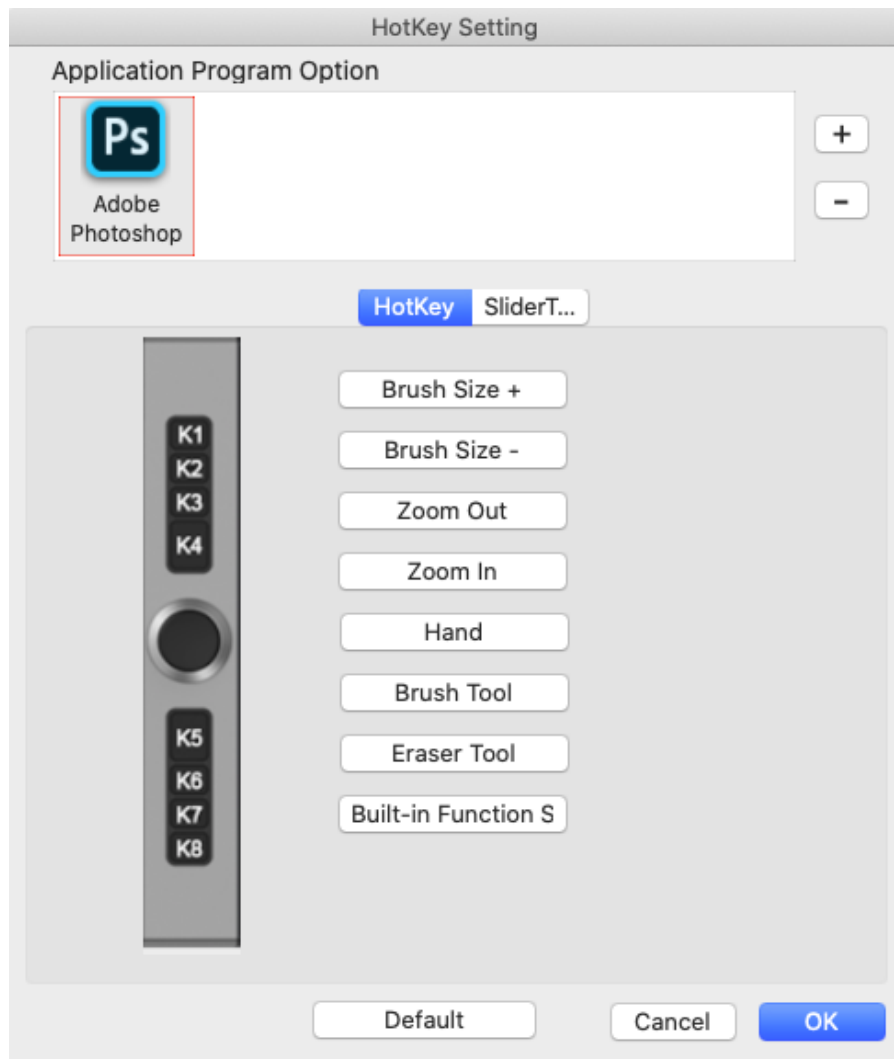 HotKey Setting
Application Program Option
Ps
Adobe
Photoshop
+
-
HotKey SliderT...
K1
K2
K3
K4
K5
K6
K7
K8
Brush Size +
Brush Size -
Zoom Out
Zoom In
Hand
Brush Tool
Eraser Tool
Built-in Function S
Default Cancel OK